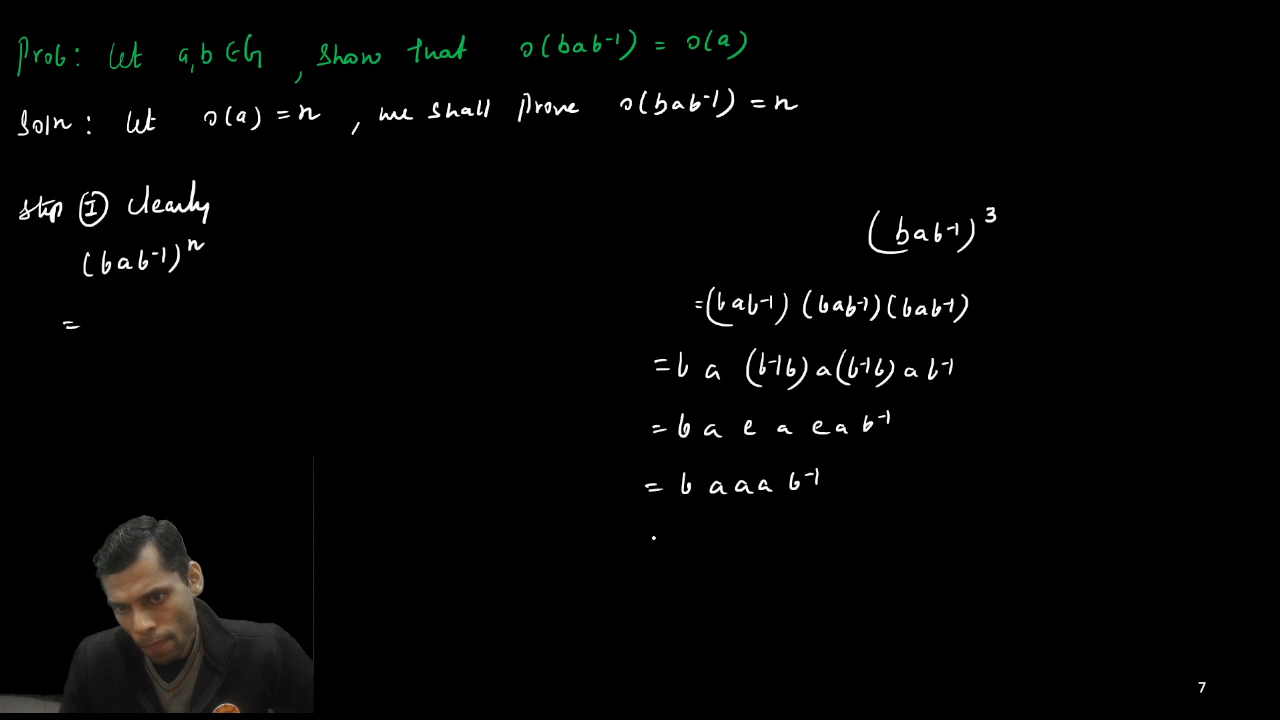 Prob: Let a,b ∈ G, show that o(bab⁻¹) = o(a)
Soln: Let o(a) = n, we shall prove o(bab⁻¹) = n
Step Ⓘ Clearly
(bab⁻¹)ⁿ
=
(bab⁻¹)³
= (bab⁻¹) (bab⁻¹) (bab⁻¹)
= b a (b⁻¹b) a (b⁻¹b) a b⁻¹
= b a e a e a b⁻¹
= b a a a b⁻¹
7